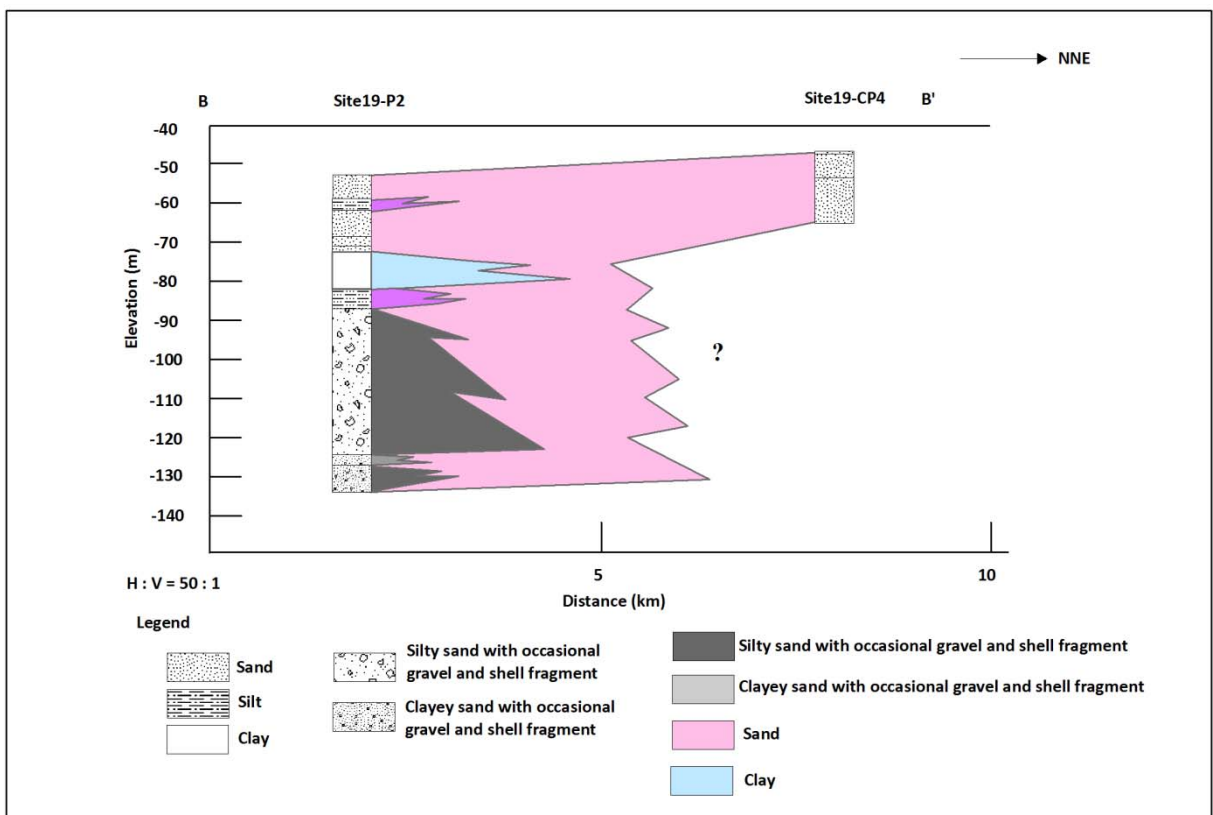 NNE
B
Site19-P2
Site19-CP4
B'
-40
-50
-60
-70
-80
-90
-100
-110
-120
-130
-140
Elevation (m)
?
5
10
H : V = 50 : 1
Distance (km)
Legend
Sand
Silt
Clay
Silty sand with occasional
gravel and shell fragment
Clayey sand with occasional
gravel and shell fragment
Silty sand with occasional gravel and shell fragment
Clayey sand with occasional gravel and shell fragment
Sand
Clay